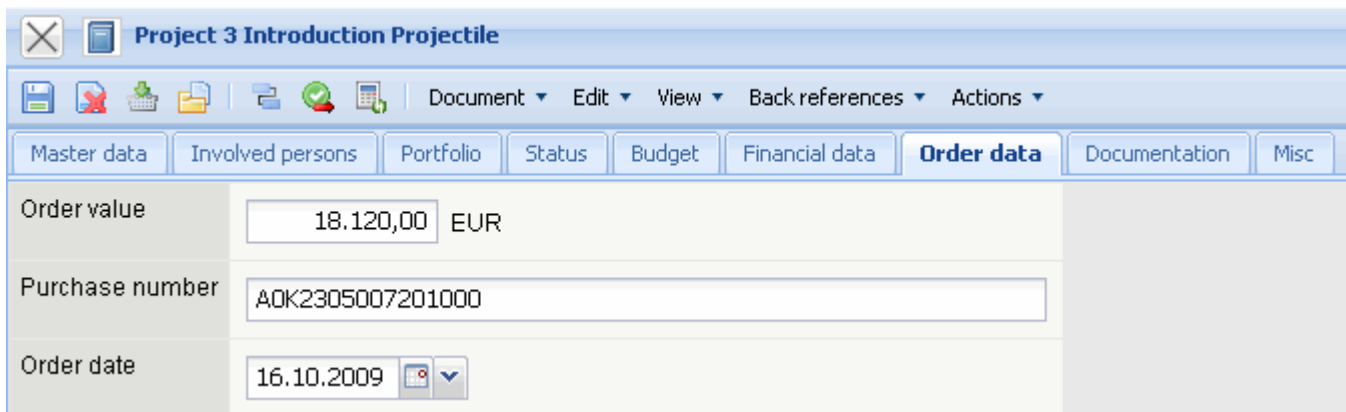 Project 3 Introduction Projectile
Document Edit View Back references Actions
Master data Involved persons Portfolio Status Budget Financial data Order data Documentation Misc
Order value 18.120,00 EUR
Purchase number A0K2305007201000
Order date 16.10.2009